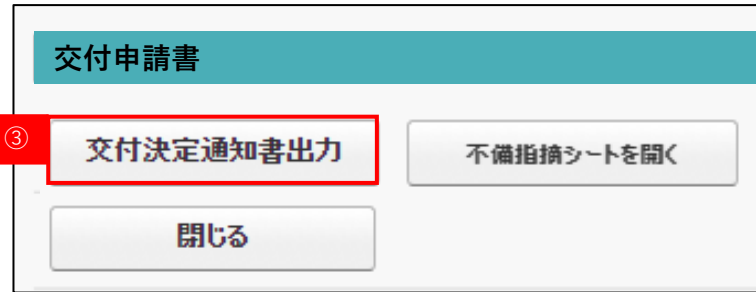 交付申請書
③
交付決定通知書出力
不備指摘シートを開く
閉じる